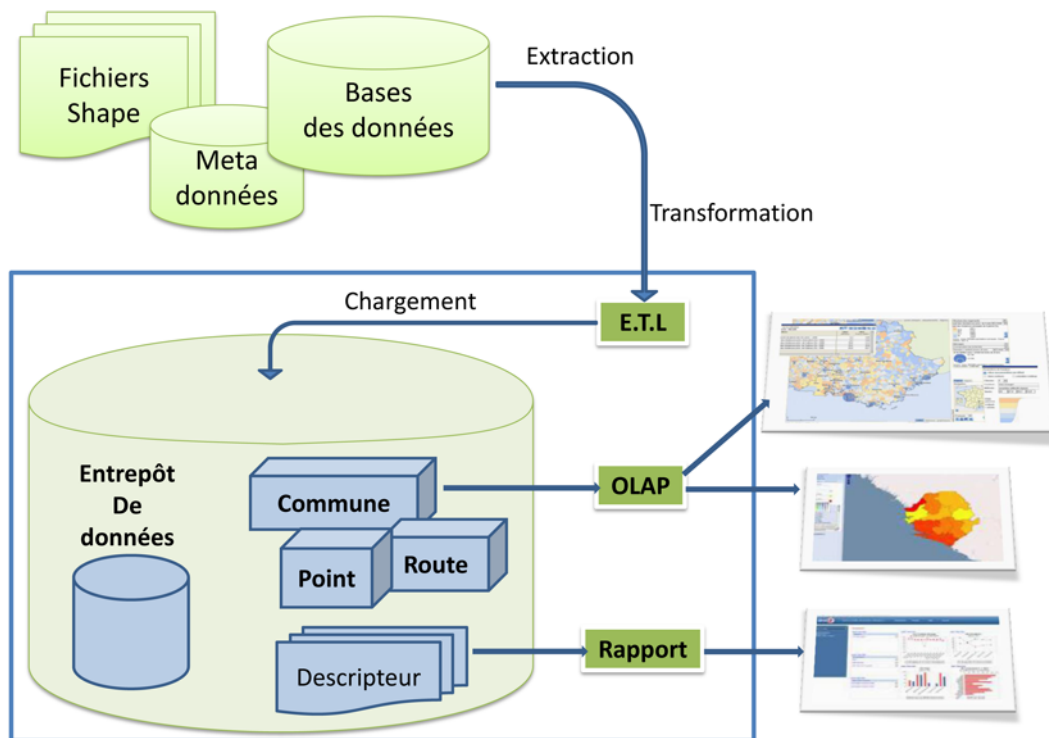 Fichiers
Shape
Meta
données
Bases
des données
Extraction
Transformation
E.T.L
Chargement
Entrepôt
De
données
Commune
Point
Route
Descripteur
OLAP
Rapport